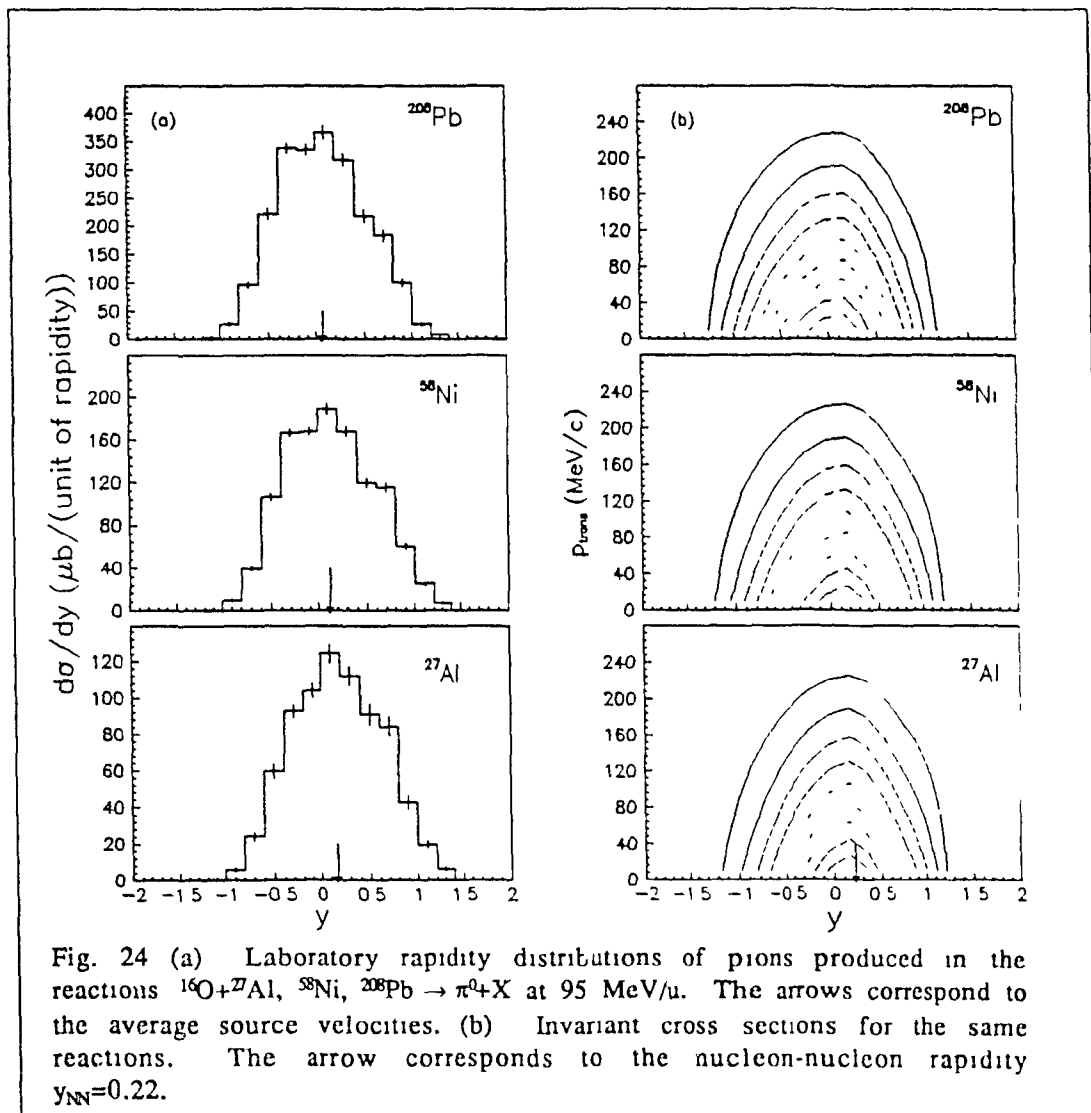 (a)
²⁰⁸Pb
400
350
300
250
200
150
100
50
0
⁵⁸Ni
200
160
120
80
40
0
²⁷Al
120
100
80
60
40
20
0
-2 -1 5 -1 -0 5 0 0 5 1 1 5 2
y
dσ/dy (μb/(unit of rapidity))
(b)
²⁰⁸Pb
240
200
160
120
80
40
0
⁵⁸Ni
240
200
160
120
80
40
0
²⁷Al
240
200
160
120
80
40
0
-2 -1 5 -1 -0 5 0 0 5 1 1 5 2
y
p_trans (MeV/c)
Fig. 24 (a) Laboratory rapidity distributions of pions produced in the
reactions ¹⁶O+²⁷Al, ⁵⁸Ni, ²⁰⁸Pb → π⁰+X at 95 MeV/u. The arrows correspond to
the average source velocities. (b) Invariant cross sections for the same
reactions. The arrow corresponds to the nucleon-nucleon rapidity
y_NN=0.22.